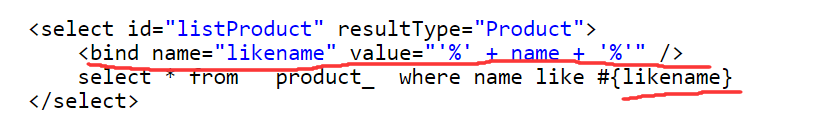 <select id="listProduct" resultType="Product">
<bind name="likename" value="'%' + name + '%'" />
select * from product_ where name like #{likename}
</select>